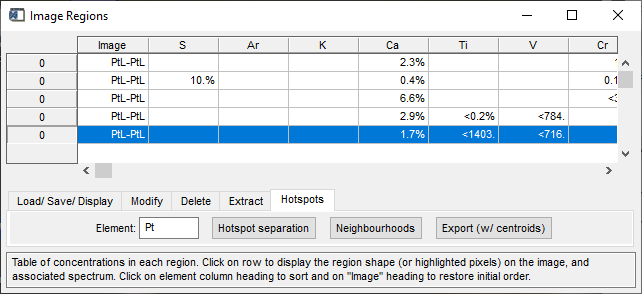 Image Regions
Image S Ar K Ca Ti V Cr
0 PtL-PtL 2.3%
0 PtL-PtL 10.% 0.4% 0.1
0 PtL-PtL 6.6% <3
0 PtL-PtL 2.9% <0.2% <784.
0 PtL-PtL 1.7% <1403. <716.
Load/ Save/ Display Modify Delete Extract Hotspots
Element: Pt Hotspot separation Neighbourhoods Export (w/ centroids)
Table of concentrations in each region. Click on row to display the region shape (or highlighted pixels) on the image, and
associated spectrum. Click on element column heading to sort and on "Image" heading to restore initial order.